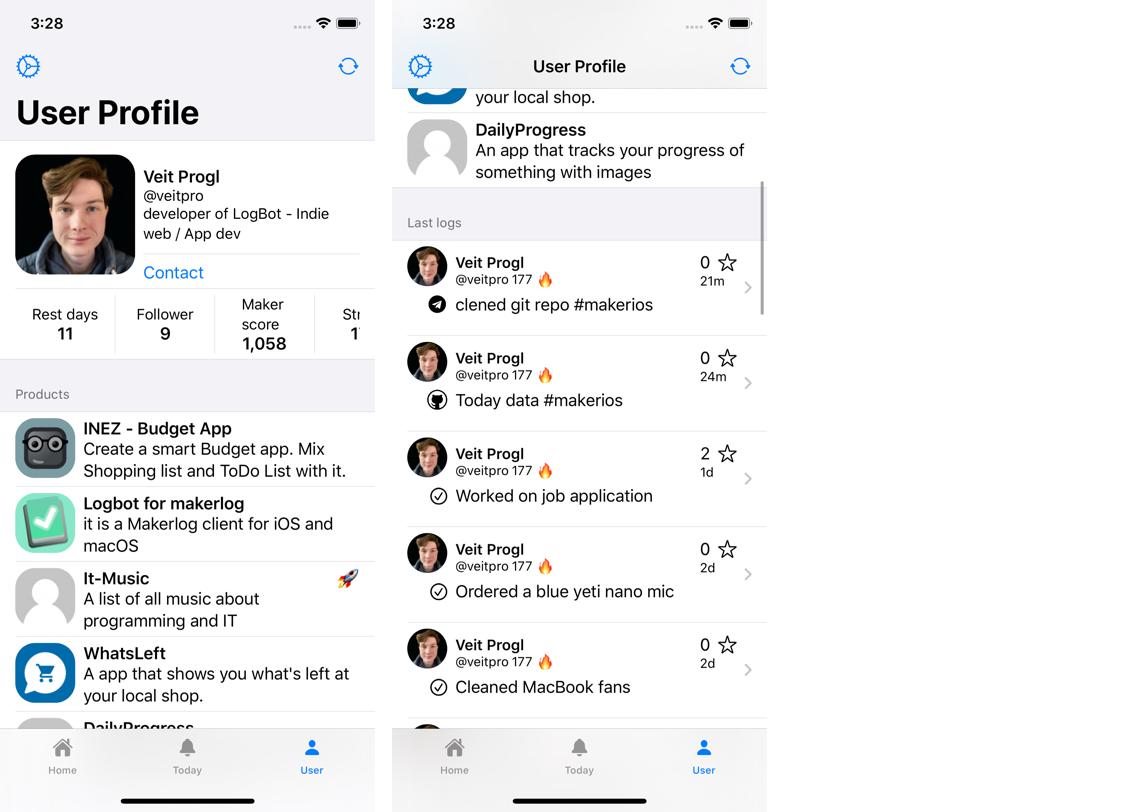 3:28
User Profile
Veit Progl
@veitpro
developer of LogBot - Indie
web / App dev
Contact
Rest days
11
Follower
9
Maker
score
1,058
Products
INEZ - Budget App
Create a smart Budget app. Mix
Shopping list and ToDo List with it.
Logbot for makerlog
it is a Makerlog client for iOS and
macOS
It-Music 🚀
A list of all music about
programming and IT
WhatsLeft
A app that shows you what's left at
your local shop.
DailyProgress
Home
Today
User
3:28
User Profile
your local shop.
DailyProgress
An app that tracks your progress of
something with images
Last logs
Veit Progl 0
@veitpro 177 🔥 21m
clened git repo #makerios
Veit Progl 0
@veitpro 177 🔥 24m
Today data #makerios
Veit Progl 2
@veitpro 177 🔥 1d
Worked on job application
Veit Progl 0
@veitpro 177 🔥 2d
Ordered a blue yeti nano mic
Veit Progl 0
@veitpro 177 🔥 2d
Cleaned MacBook fans
Home
Today
User